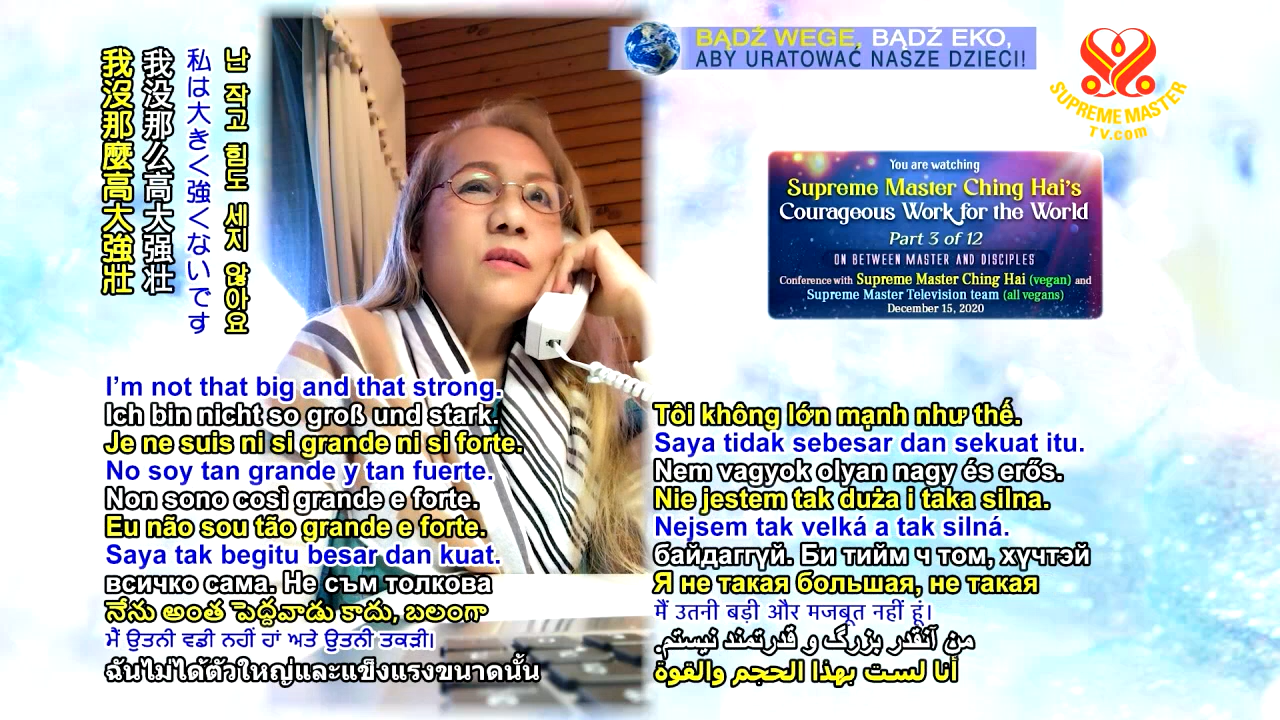 我沒那麼高大強壯
我没那么高大强壮
私は大きく強くないです
난 작고 힘도 세지 않아요
BĄDŹ WEGE, BĄDŹ EKO,
ABY URATOWAĆ NASZE DZIECI!
SUPREME MASTER
TV.com
You are watching
Supreme Master Ching Hai's
Courageous Work for the World
Part 3 of 12
ON BETWEEN MASTER AND DISCIPLES
Conference with Supreme Master Ching Hai (vegan) and
Supreme Master Television team (all vegans)
December 15, 2020
I'm not that big and that strong.
Ich bin nicht so groß und stark.
Je ne suis ni si grande ni si forte.
No soy tan grande y tan fuerte.
Non sono così grande e forte.
Eu não sou tão grande e forte.
Saya tak begitu besar dan kuat.
всичко сама. Не съм толкова
నేను అంత పెద్దవాడు కాదు, బలంగా
ਮੈਂ ਉਤਨੀ ਵਡੀ ਨਹੀਂ ਹਾਂ ਅਤੇ ਉਤਨੀ ਤਕੜੀ।
ฉันไม่ได้ตัวใหญ่และแข็งแรงขนาดนั้น
Tôi không lớn mạnh như thế.
Saya tidak sebesar dan sekuat itu.
Nem vagyok olyan nagy és erős.
Nie jestem tak duża i taka silna.
Nejsem tak velká a tak silná.
байдаггүй. Би тийм ч том, хүчтэй
Я не такая большая, не такая
मैं उतनी बड़ी और मजबूत नहीं हूं।
من آنقدر بزرگ و قدرتمند نیستم.
أنا لست بهذا الحجم والقوة